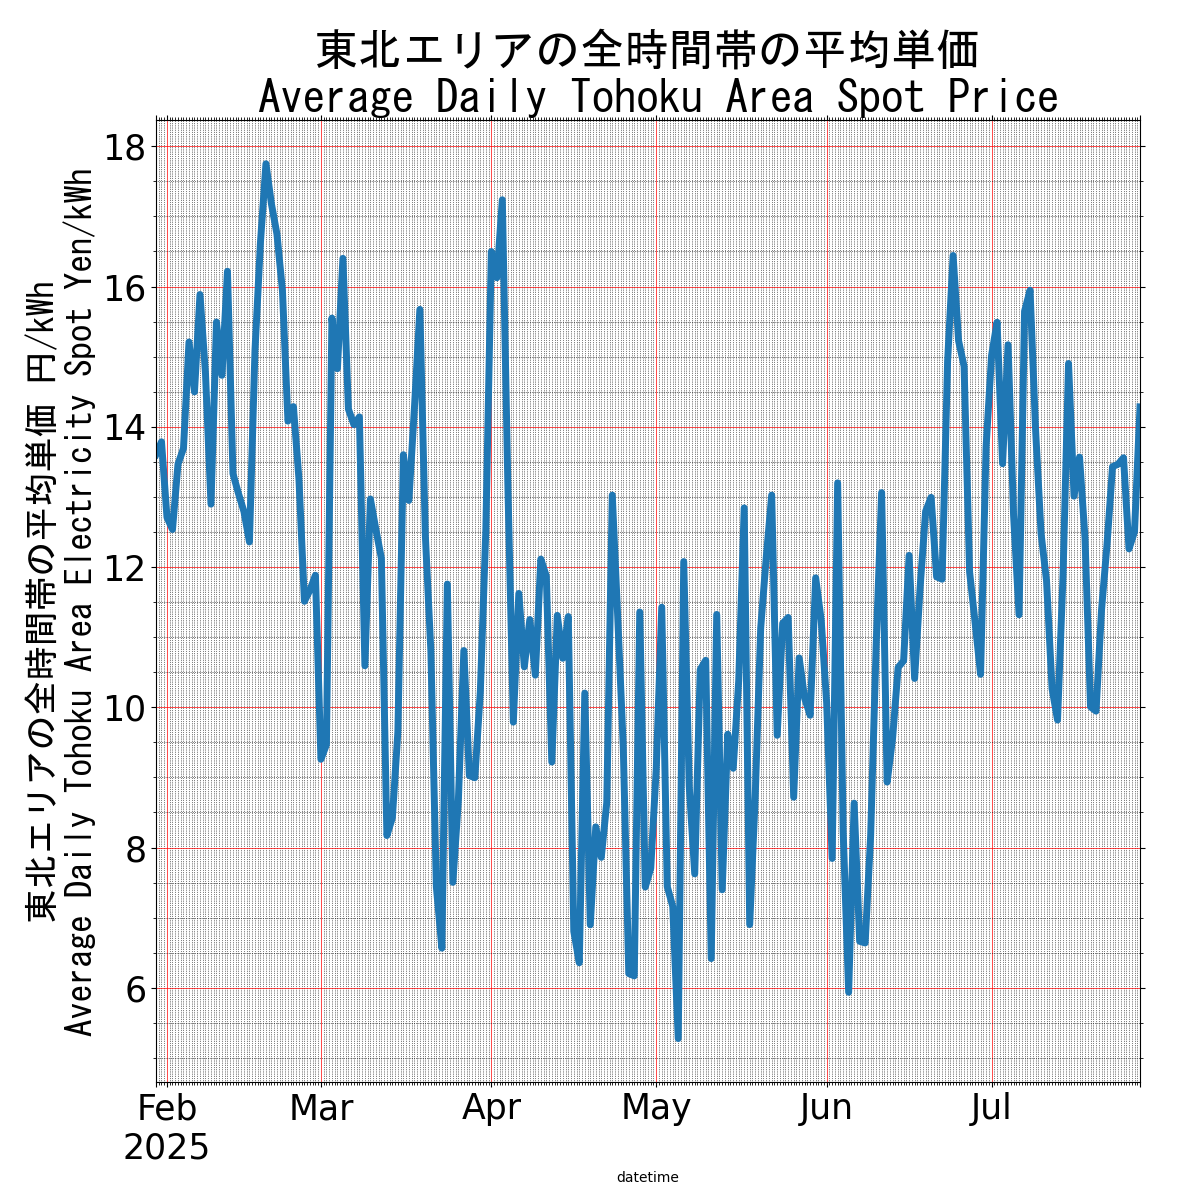 東北エリアの全時間帯の平均単価
Average Daily Tohoku Area Spot Price
東北エリアの全時間帯の平均単価 円/kWh
Average Daily Tohoku Area Electricity Spot Yen/kWh
18
16
14
12
10
8
6
Feb
2025
Mar
Apr
May
Jun
Jul
datetime